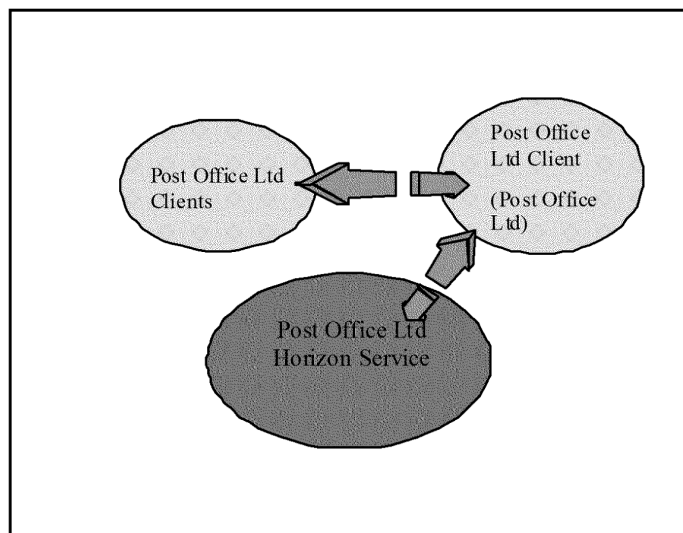 Post Office Ltd
Clients
Post Office
Ltd Client
(Post Office
Ltd)
Post Office Ltd
Horizon Service